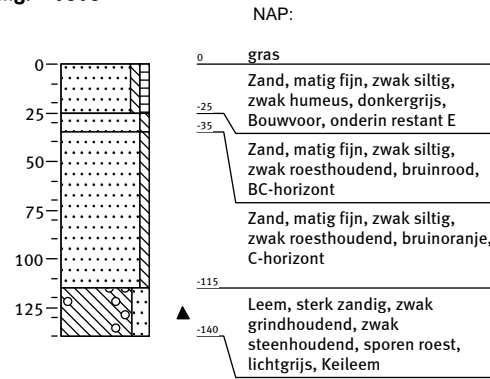 NAP:
0
25
50
75
100
125
0
gras
Zand, matig fijn, zwak siltig,
zwak humeus, donkergrijs,
Bouwvoor, onderin restant E
-25
-35
Zand, matig fijn, zwak siltig,
zwak roesthoudend, bruinrood,
BC-horizont
Zand, matig fijn, zwak siltig,
zwak roesthoudend, bruinoranje,
C-horizont
-115
Leem, sterk zandig, zwak
grindhoudend, zwak
steenhoudend, sporen roest,
lichtgrijs, Keileem
-140